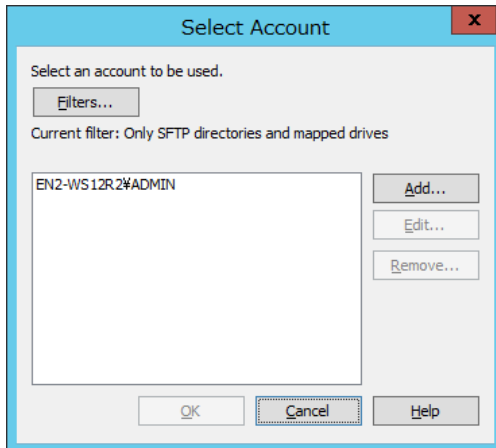 Select Account
x
Select an account to be used.
Filters...
Current filter: Only SFTP directories and mapped drives
EN2-WS12R2¥ADMIN
Add...
Edit...
Remove...
OK
Cancel
Help